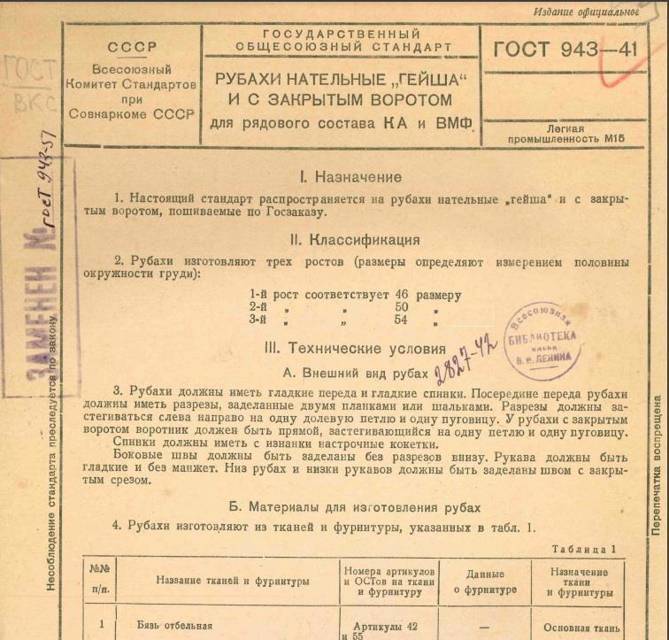 Издание официальное
СССР
Всесоюзный
Комитет Стандартов
при
Совнаркоме СССР
ГОСУДАРСТВЕННЫЙ
ОБЩЕСОЮЗНЫЙ СТАНДАРТ
РУБАХИ НАТЕЛЬНЫЕ „ГЕЙША“
И С ЗАКРЫТЫМ ВОРОТОМ
для рядового состава КА и ВМФ
ГОСТ 943—41
Легкая
промышленность М15
ГОСТ
ВКС
ЗАМЕНЕН №
ГОСТ 943-51
Несоблюдение стандарта преследуется по закону
I. Назначение
1. Настоящий стандарт распространяется на рубахи нательные „гейша“ и с закры-
тым воротом, пошиваемые по Госзаказу.
II. Классификация
2. Рубахи изготовляют трех ростов (размеры определяют измерением половины
окружности груди):
1-й рост соответствует 46 размеру
2-й „ „ 50 „
3-й „ „ 54 „
III. Технические условия
2827-42
Всесоюзная
БИБЛИОТЕКА
имени
В. И. ЛЕНИНА
А. Внешний вид рубах
3. Рубахи должны иметь гладкие переда и гладкие спинки. Посередине переда рубахи
должны иметь разрезы, заделанные двумя планками или шальками. Разрезы должны за-
стегиваться слева направо на одну долевую петлю и одну пуговицу. У рубахи с закрытым
воротом воротник должен быть прямой, застегивающийся на одну петлю и одну пуговицу.
Спинки должны иметь с изнанки настрочные кокетки.
Боковые швы должны быть заделаны без разрезов внизу. Рукава должны быть
гладкие и без манжет. Низ рубах и низки рукавов должны быть заделаны швом с закры-
тым срезом.
Б. Материалы для изготовления рубах
4. Рубахи изготовляют из тканей и фурнитуры, указанных в табл. 1.
Таблица 1
№№ п/п. Название тканей и фурнитуры Номера артикулов и ОСТов на ткани и фурнитуру Данные о фурнитуре Назначение ткани и фурнитуры
1 Бязь отбельная Артикулы 42 — Основная ткань
и 55
Перепечатка воспрещена